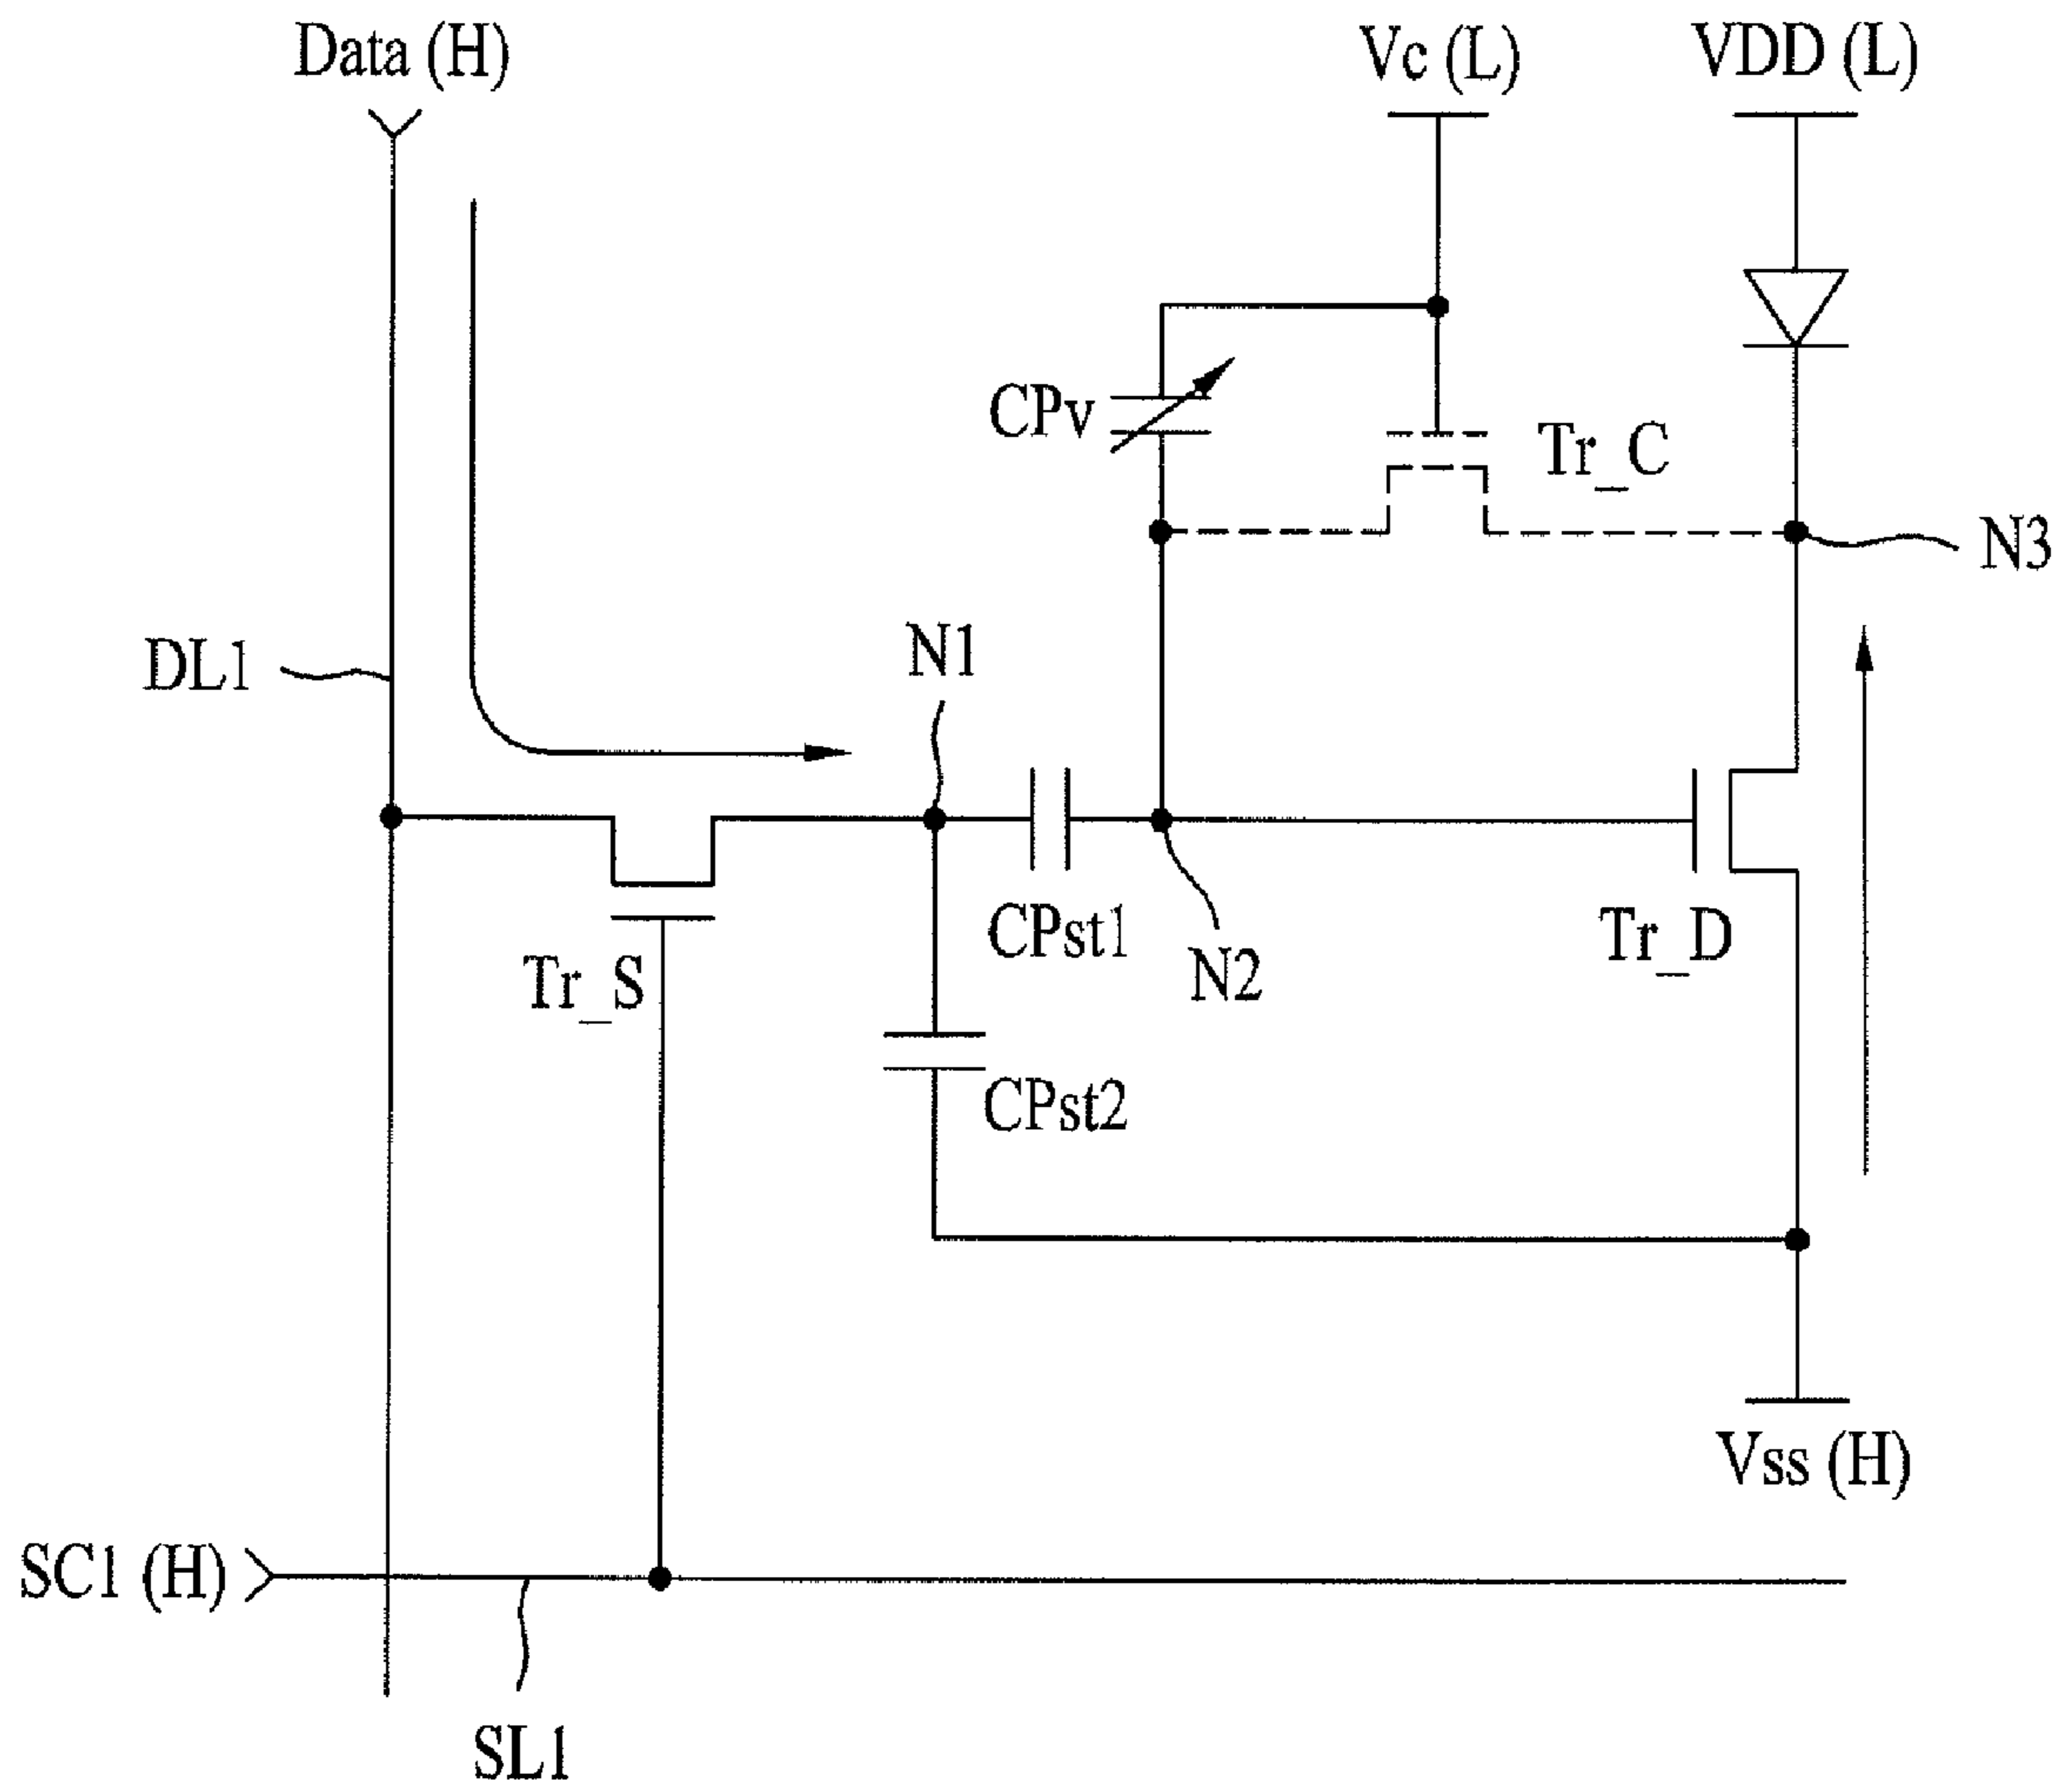 Data (H)
Vc (L)
VDD (L)
CPv
Tr_C
N3
DL1
N1
CPst1
N2
Tr_D
Tr_S
CPst2
Vss (H)
SC1 (H)
SL1